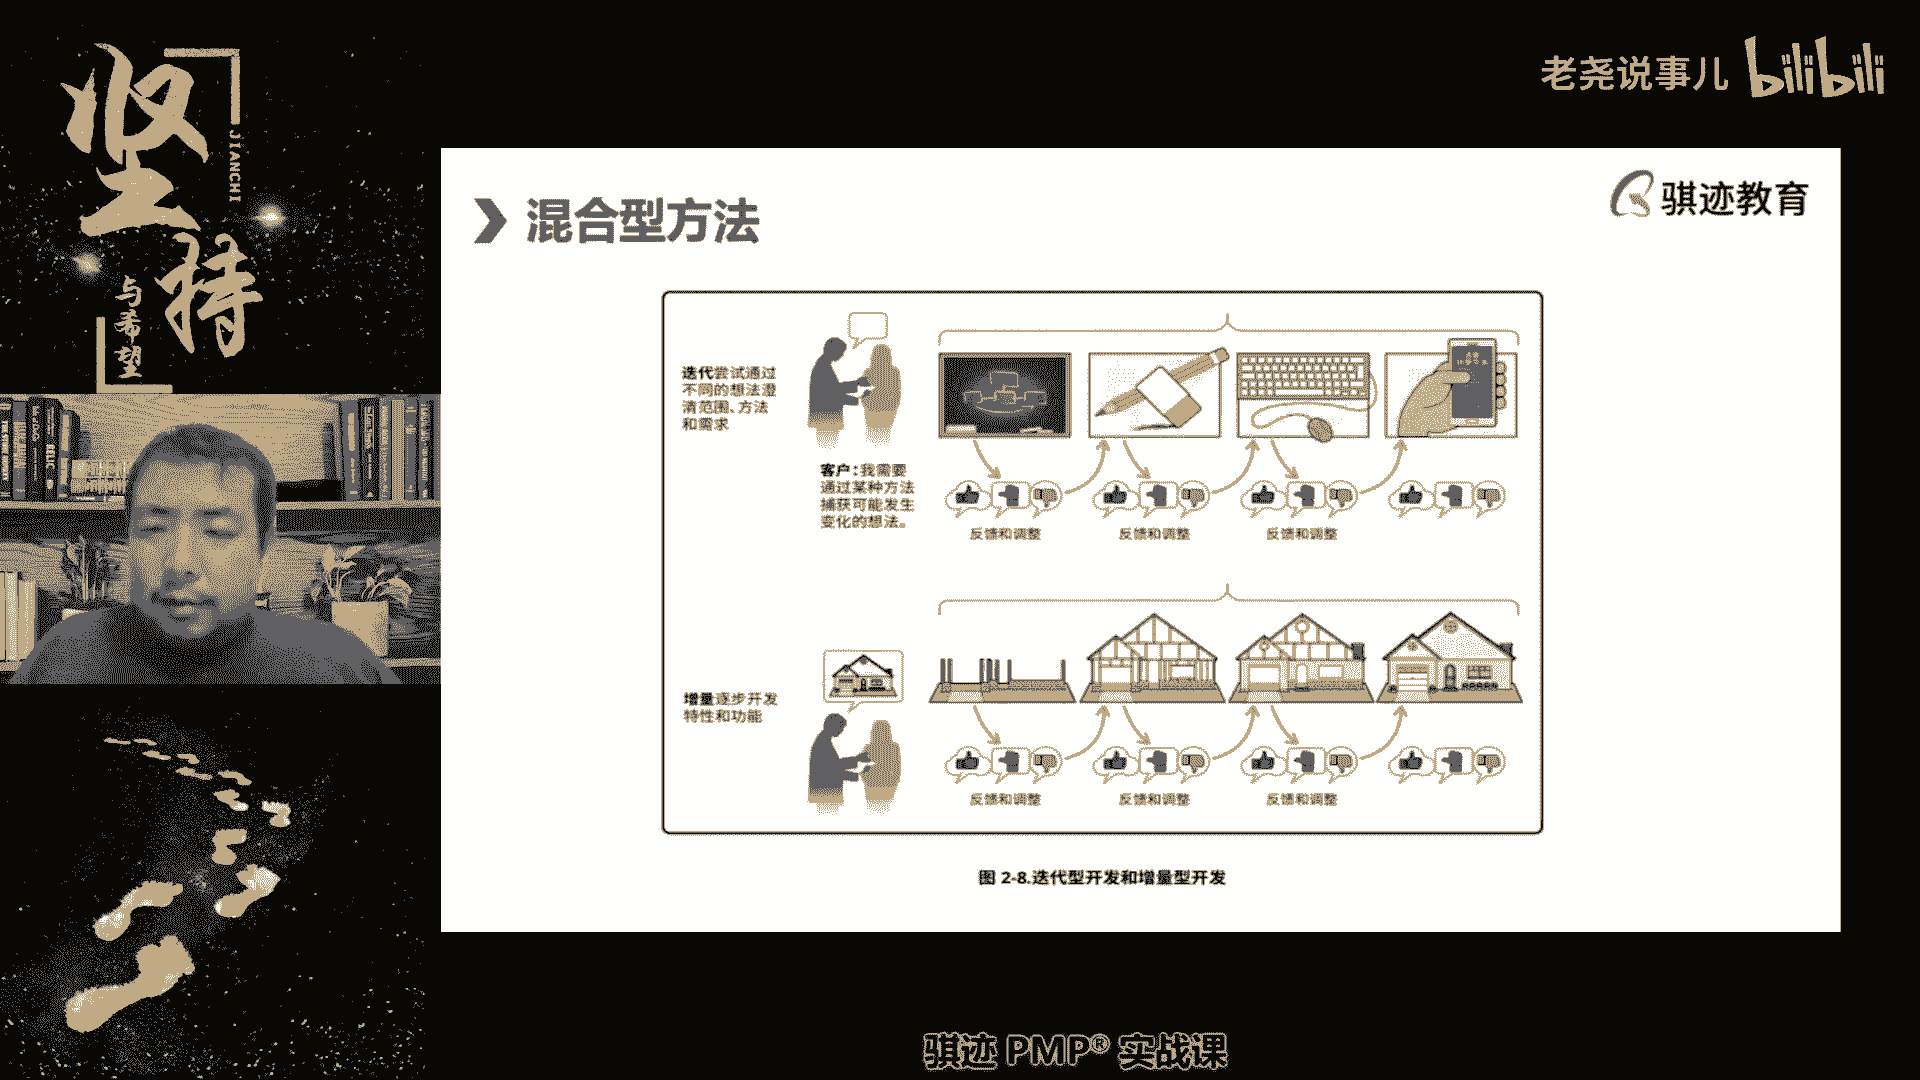 坚持
JIANCHI
与希望
老尧说事儿 bilibili
混合型方法
骐迹教育
迭代尝试通过
不同的想法澄
清范围、方法
和需求
客户：我需要
通过某种方法
捕获可能发生
变化的想法。
反馈和调整
反馈和调整
反馈和调整
增量逐步开发
特性和功能
反馈和调整
反馈和调整
反馈和调整
图 2-8.迭代型开发和增量型开发
骐迹 PMP® 实战课